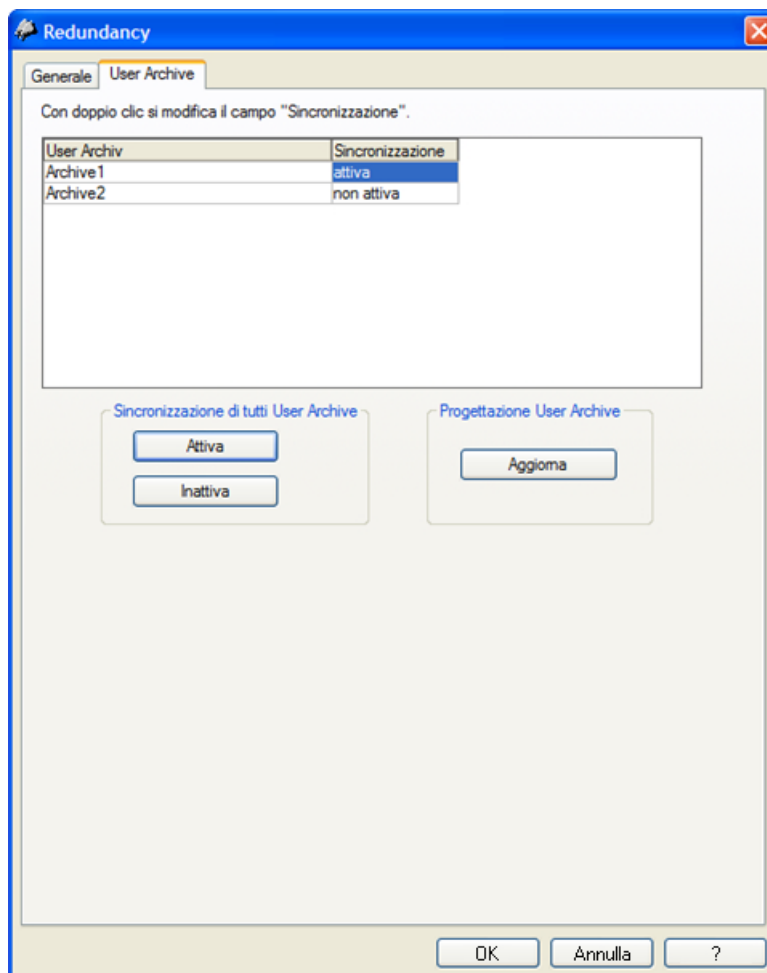 Redundancy
Generale User Archive
Con doppio clic si modifica il campo "Sincronizzazione".
User Archiv Sincronizzazione
Archive1 attiva
Archive2 non attiva
Sincronizzazione di tutti User Archive Progettazione User Archive
Attiva
Aggiorna
Inattiva
OK Annulla ?